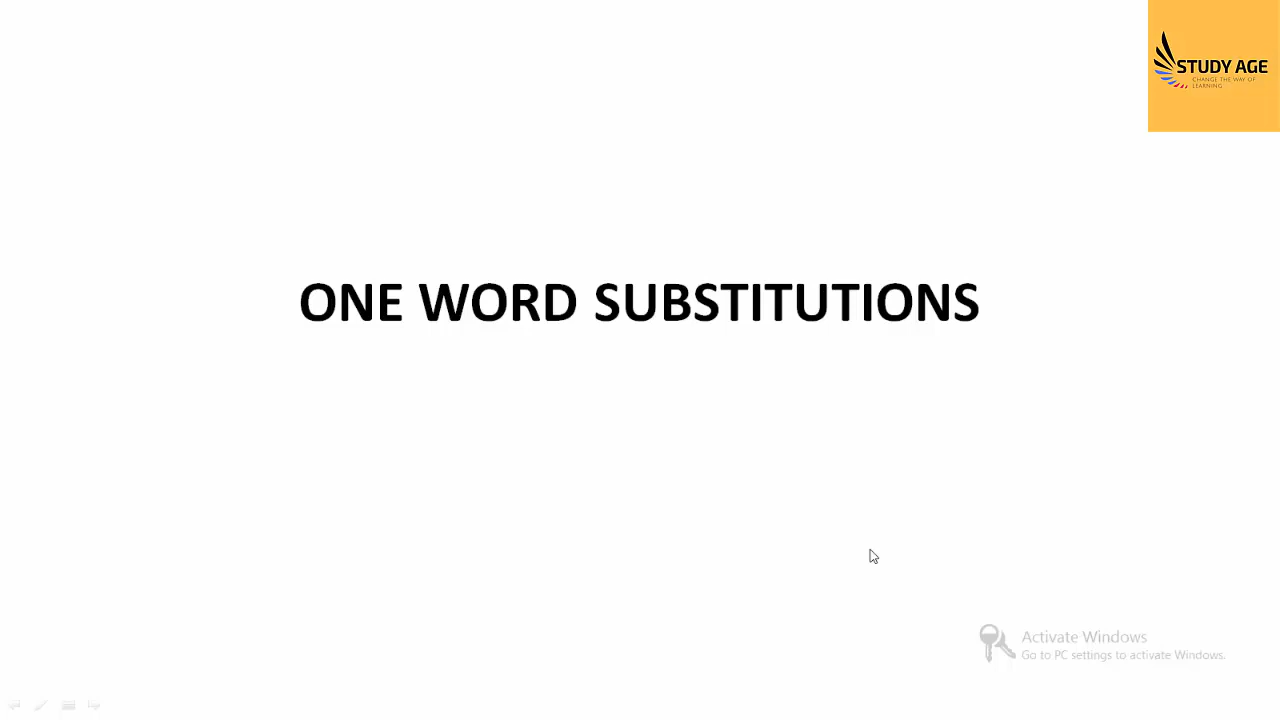 STUDY AGE
CHANGE THE WAY OF
LEARNING
ONE WORD SUBSTITUTIONS
Activate Windows
Go to PC settings to activate Windows.